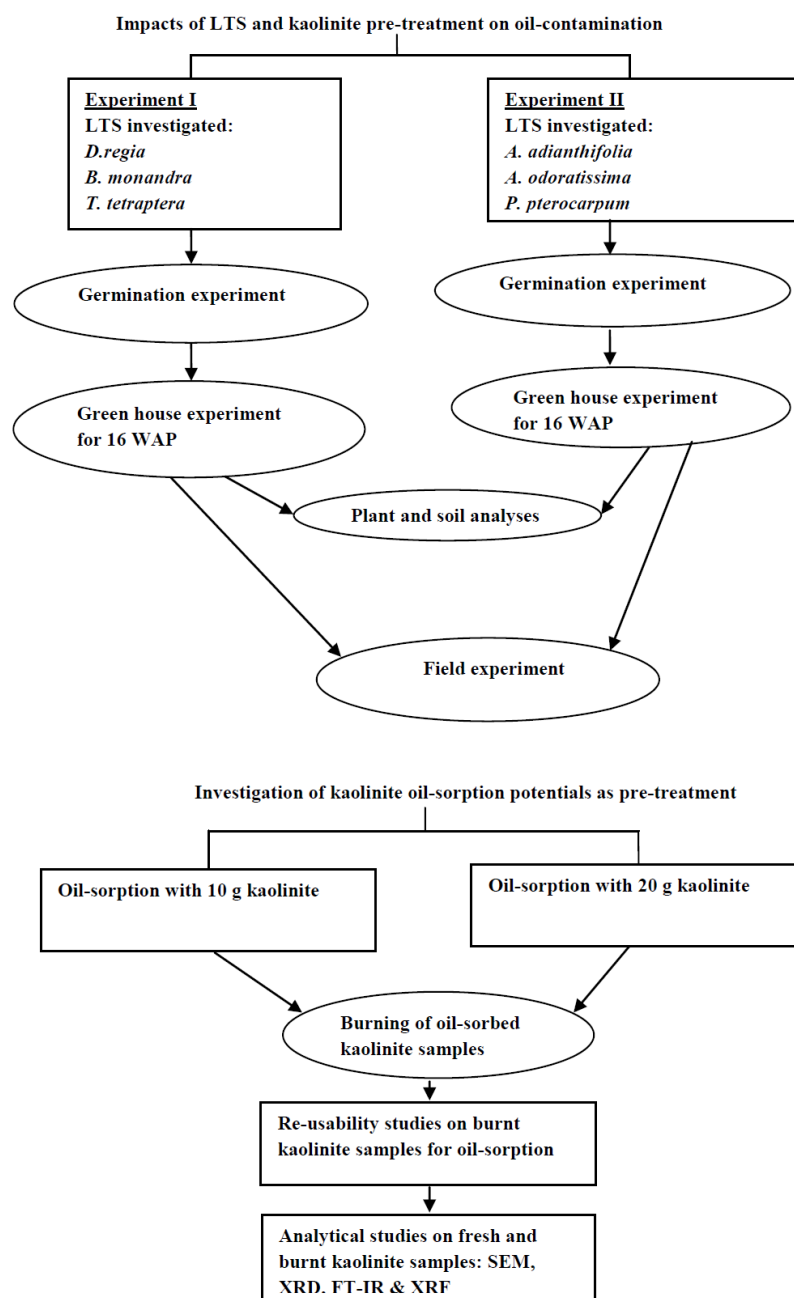 Impacts of LTS and kaolinite pre-treatment on oil-contamination
Experiment I
LTS investigated:
D.regia
B. monandra
T. tetraptera
Experiment II
LTS investigated:
A. adianthifolia
A. odoratissima
P. pterocarpum
Germination experiment
Germination experiment
Green house experiment
for 16 WAP
Green house experiment
for 16 WAP
Plant and soil analyses
Field experiment
Investigation of kaolinite oil-sorption potentials as pre-treatment
Oil-sorption with 10 g kaolinite
Oil-sorption with 20 g kaolinite
Burning of oil-sorbed
kaolinite samples
Re-usability studies on burnt
kaolinite samples for oil-sorption
Analytical studies on fresh and
burnt kaolinite samples: SEM,
XRD, FT-IR & XRF